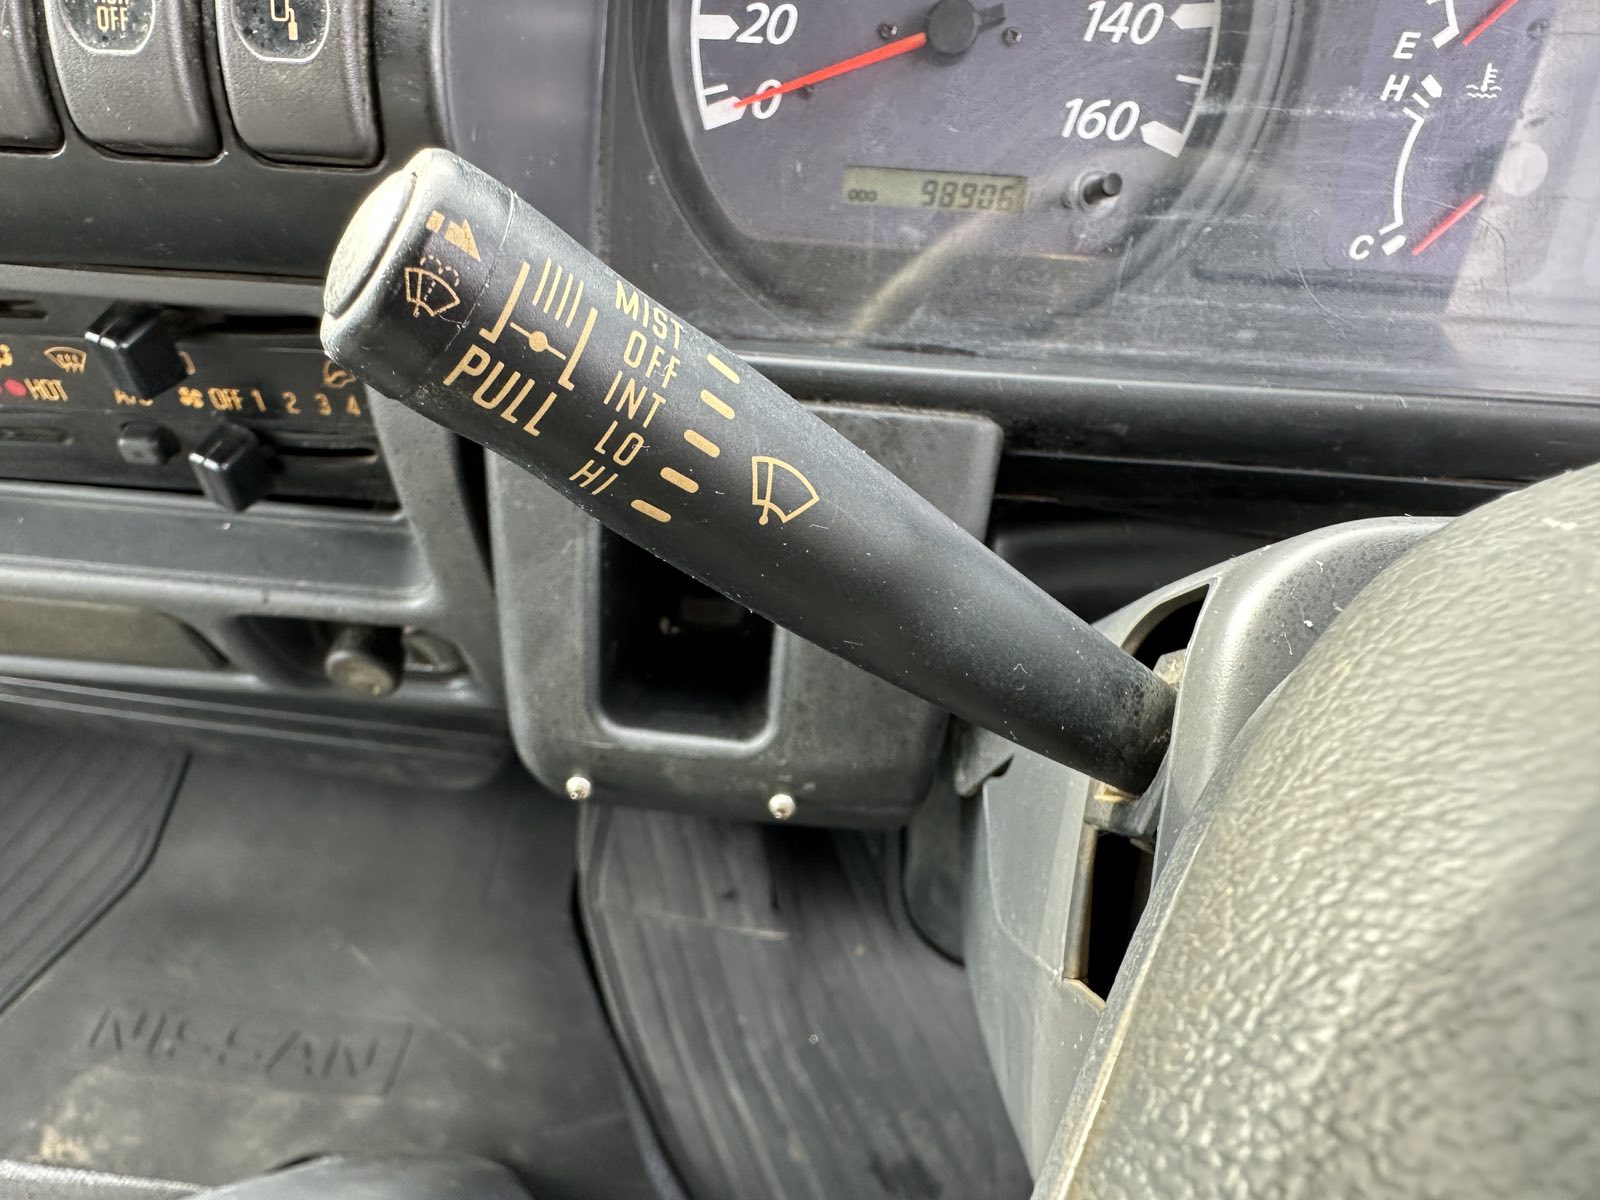 OFF
20
0
140
160
E
H
C
98906
MIST
OFF
INT
LO
HI
PULL
HOT
A/C OFF 1 2 3 4
NISSAN